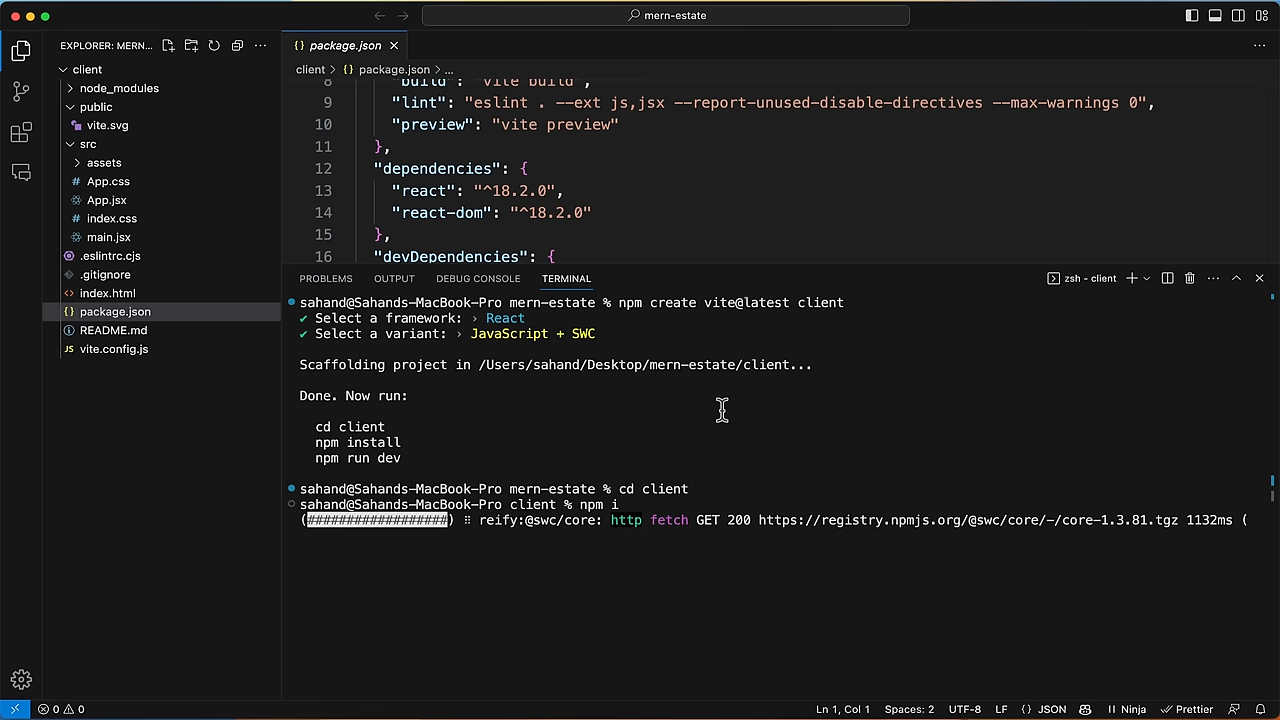 mern-estate
EXPLORER: MERN...
client
node_modules
public
vite.svg
src
assets
# App.css
App.jsx
# index.css
main.jsx
.eslintrc.cjs
.gitignore
<> index.html
{} package.json
README.md
JS vite.config.js
{} package.json
client > {} package.json > ...
8 "build": "vite build",
9 "lint": "eslint . --ext js,jsx --report-unused-disable-directives --max-warnings 0",
10 "preview": "vite preview"
11 },
12 "dependencies": {
13 "react": "^18.2.0",
14 "react-dom": "^18.2.0"
15 },
16 "devDependencies": {
PROBLEMS OUTPUT DEBUG CONSOLE TERMINAL zsh - client
sahand@Sahands-MacBook-Pro mern-estate % npm create vite@latest client
✔ Select a framework: › React
✔ Select a variant: › JavaScript + SWC
Scaffolding project in /Users/sahand/Desktop/mern-estate/client...
Done. Now run:
cd client
npm install
npm run dev
sahand@Sahands-MacBook-Pro mern-estate % cd client
sahand@Sahands-MacBook-Pro client % npm i
(##################) ⠿ reify:@swc/core: http fetch GET 200 https://registry.npmjs.org/@swc/core/-/core-1.3.81.tgz 1132ms (
0 0 Ln 1, Col 1 Spaces: 2 UTF-8 LF {} JSON Ninja Prettier